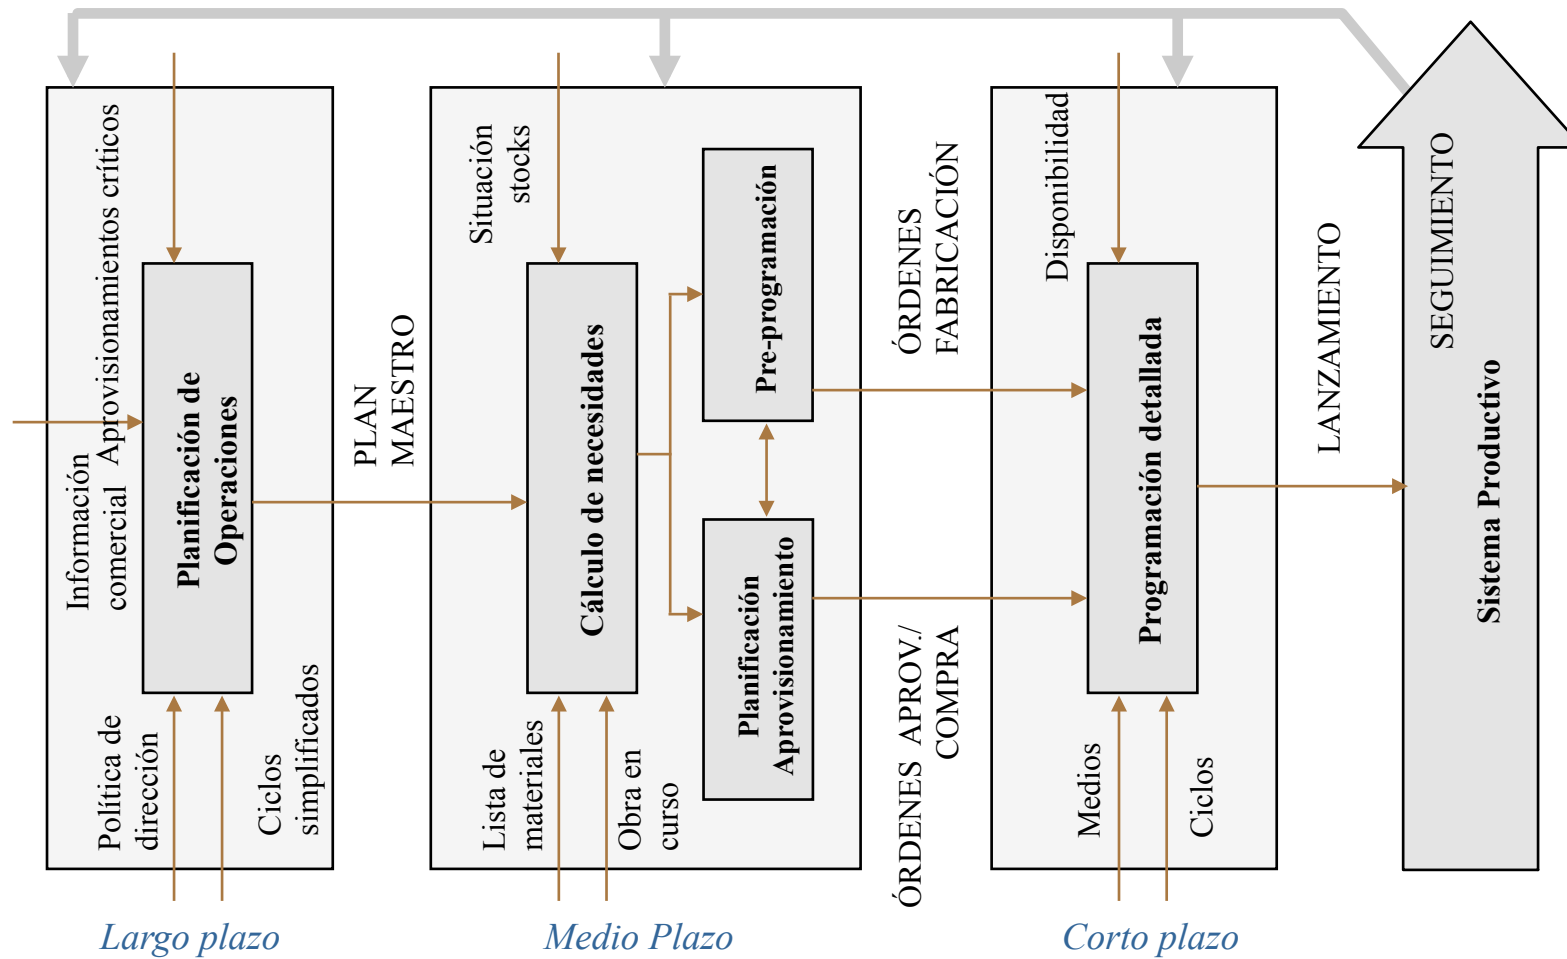 Aprovisionamientos críticos
Información
comercial
Planificación de
Operaciones
Política de
dirección
Ciclos
simplificados
Largo plazo
PLAN
MAESTRO
Situación
stocks
Cálculo de necesidades
Lista de
materiales
Obra en
curso
Pre-programación
Planificación
Aprovisionamiento
Medio Plazo
ÓRDENES
FABRICACIÓN
ÓRDENES APROV./
COMPRA
Disponibilidad
Programación detallada
Medios
Ciclos
Corto plazo
LANZAMIENTO
SEGUIMIENTO
Sistema Productivo